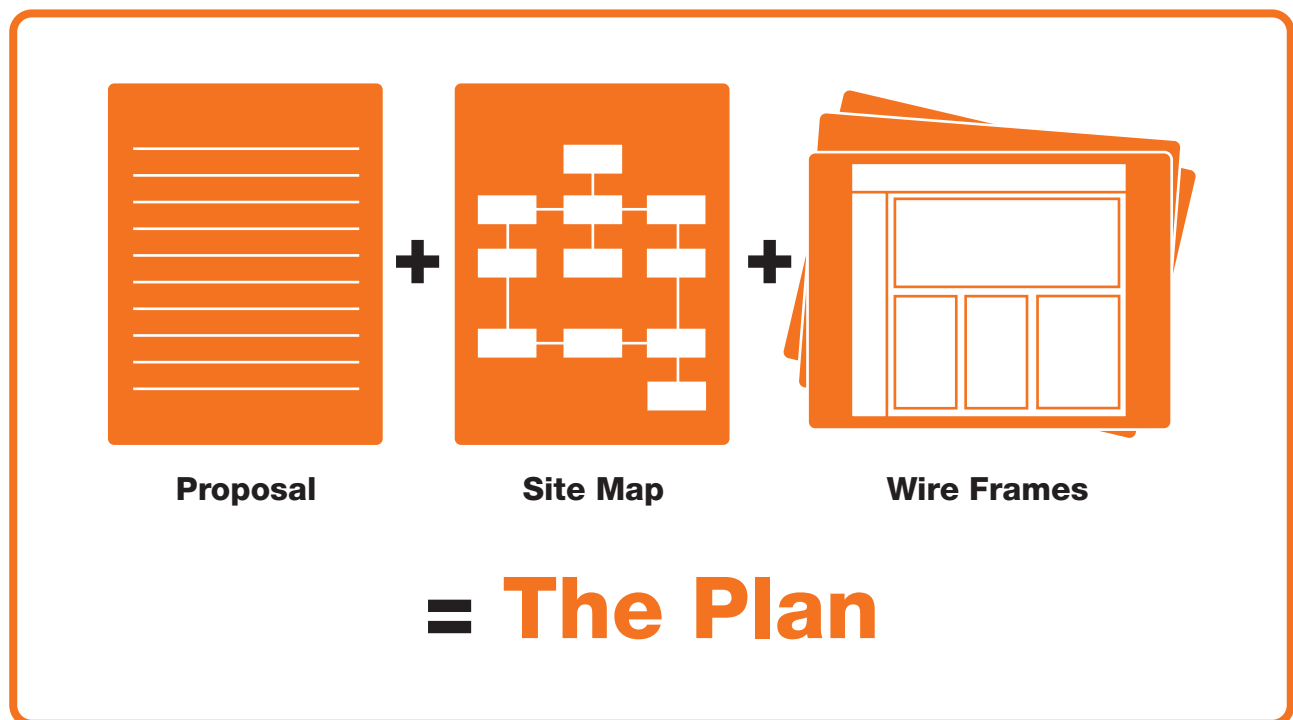 + +
Proposal Site Map Wire Frames
= The Plan